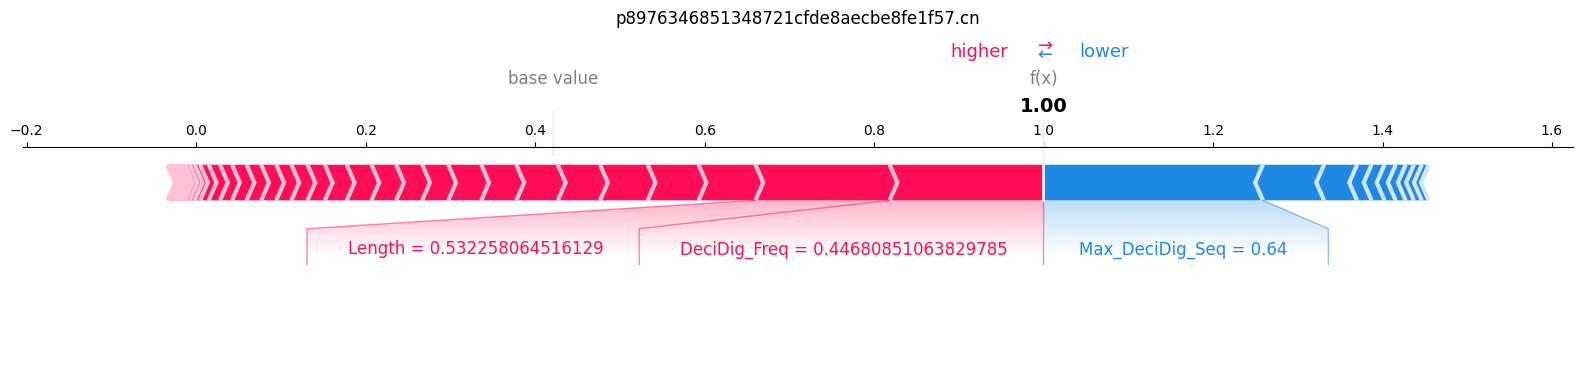 p8976346851348721cfde8aecbe8fe1f57.cn
higher ⇄ lower
base value f(x)
1.00
−0.2 0.0 0.2 0.4 0.6 0.8 1.0 1.2 1.4 1.6
Length = 0.532258064516129 DeciDig_Freq = 0.44680851063829785 Max_DeciDig_Seq = 0.64